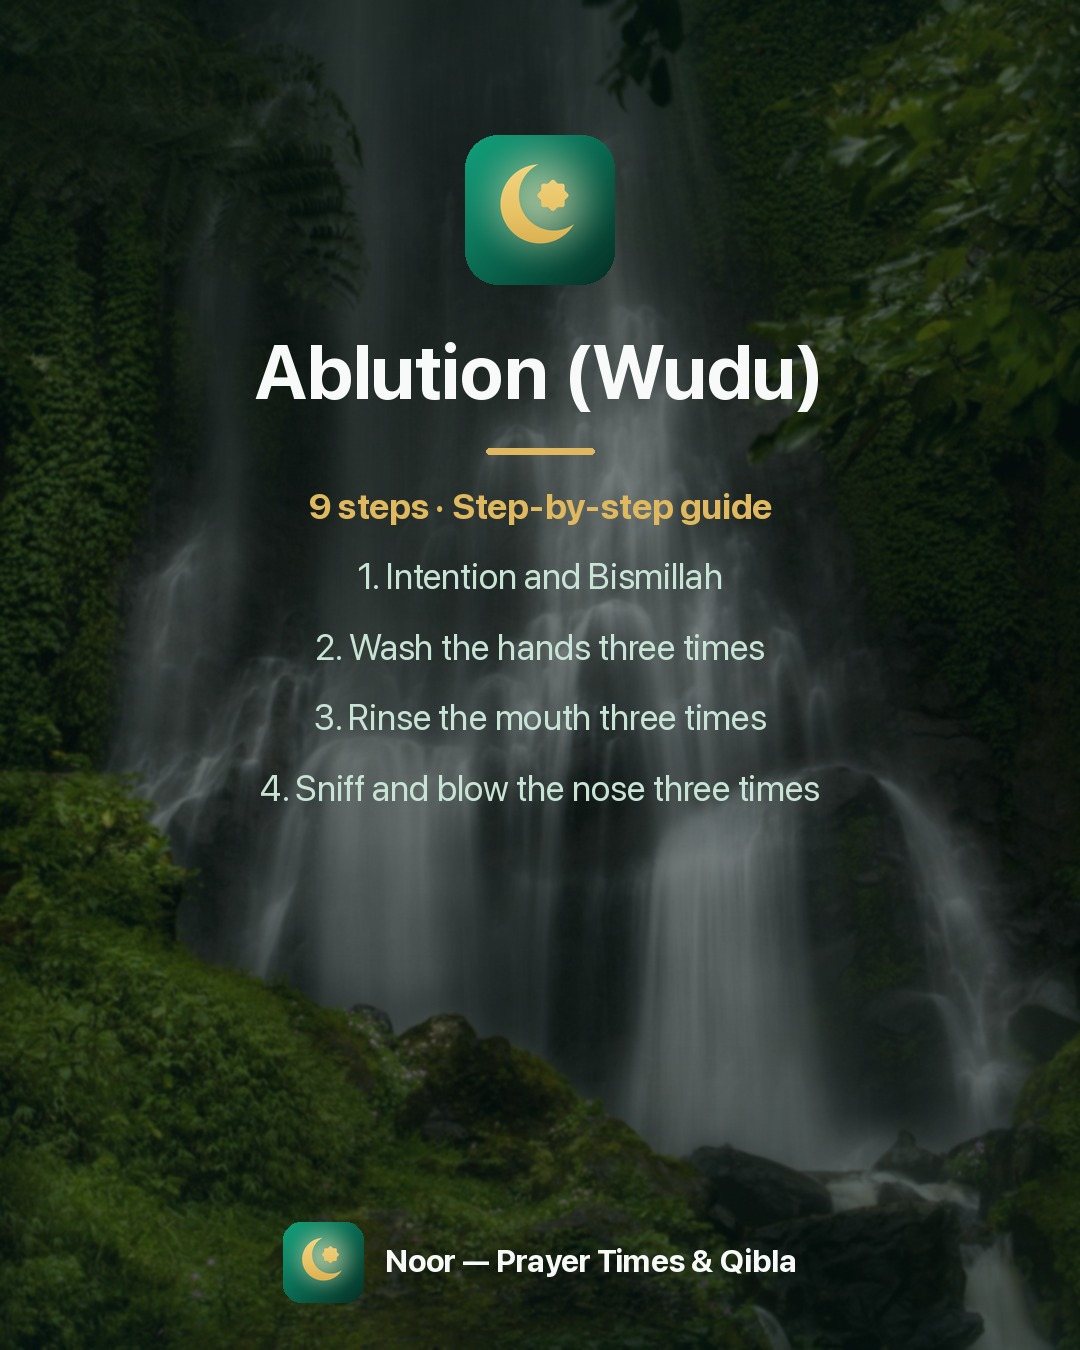 Ablution (Wudu)
9 steps · Step-by-step guide
1. Intention and Bismillah
2. Wash the hands three times
3. Rinse the mouth three times
4. Sniff and blow the nose three times
Noor — Prayer Times & Qibla